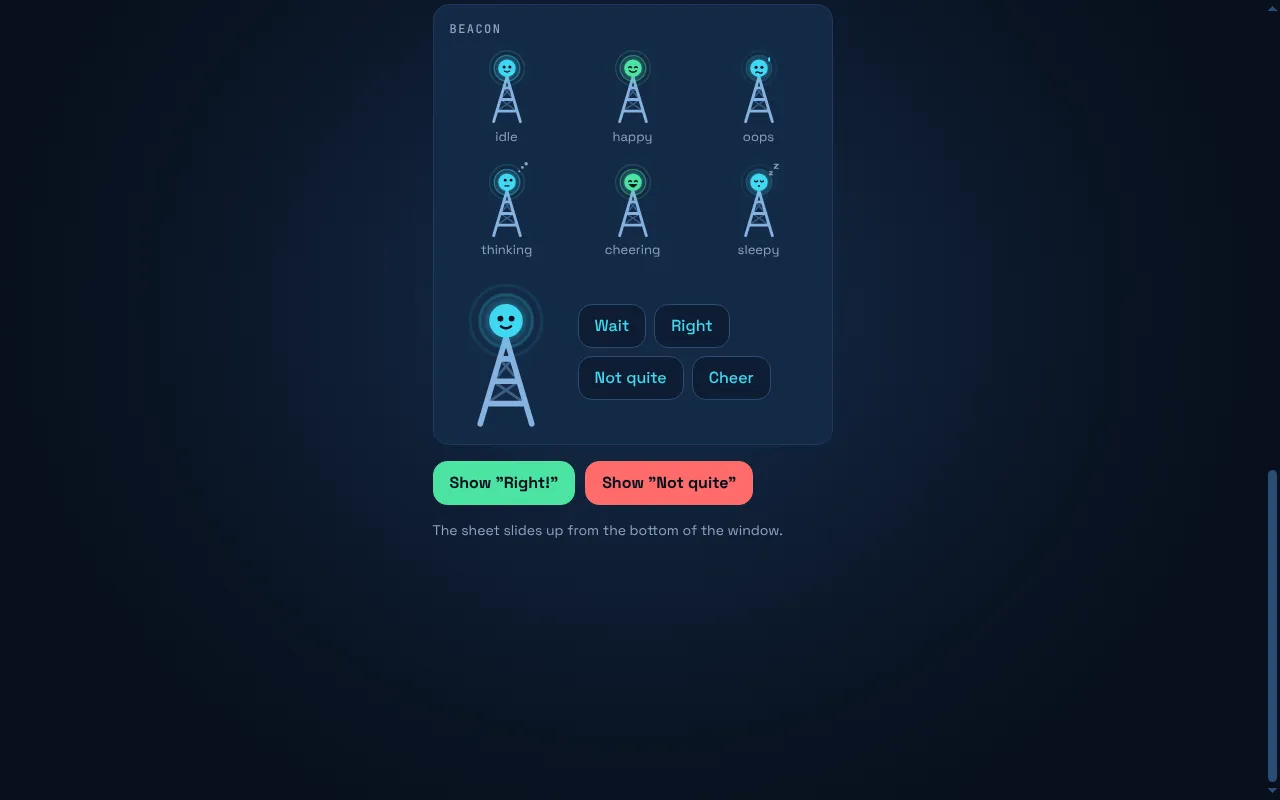 BEACON
idle happy oops
thinking cheering sleepy
Wait Right
Not quite Cheer
Show ”Right!” Show ”Not quite”
The sheet slides up from the bottom of the window.